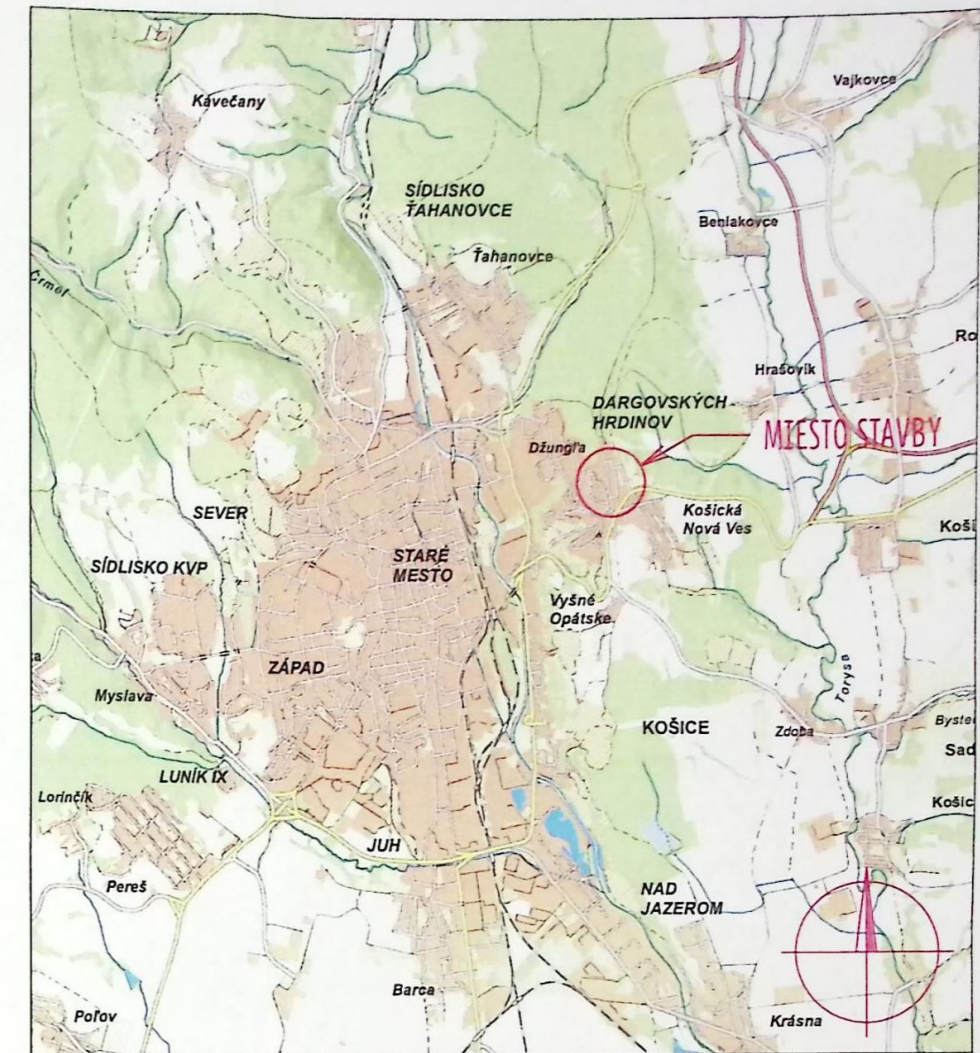 Kavečany
Vajkovce
SÍDLISKO
ŤAHANOVCE
Ťahanovce
Beniakovce
Črmeľ
Ro
Hrašovík
DARGOVSKÝCH
HRDINOV
MIESTO STAVBY
Džungľa
SEVER
Košická
Nová Ves
Koši
SÍDLISKO KVP
STARÉ
MESTO
Vyšné
Opátske
ZÁPAD
Torysa
a
Myslava
KOŠICE
Zdoba
Byste
Sad
LUNÍK IX
Lorinčík
Košic
JUH
Pereš
NAD
JAZEROM
Barca
Poľov
Krásna